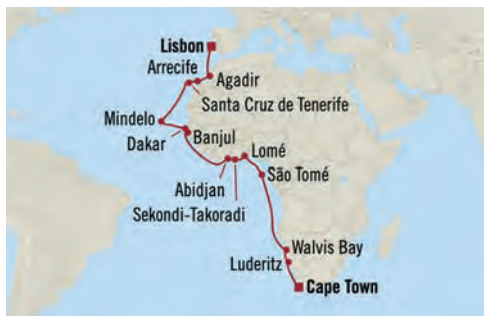 Lisbon
Arrecife
Agadir
Santa Cruz de Tenerife
Mindelo
Dakar
Banjul
Lomé
São Tomé
Abidjan
Sekondi-Takoradi
Walvis Bay
Luderitz
Cape Town